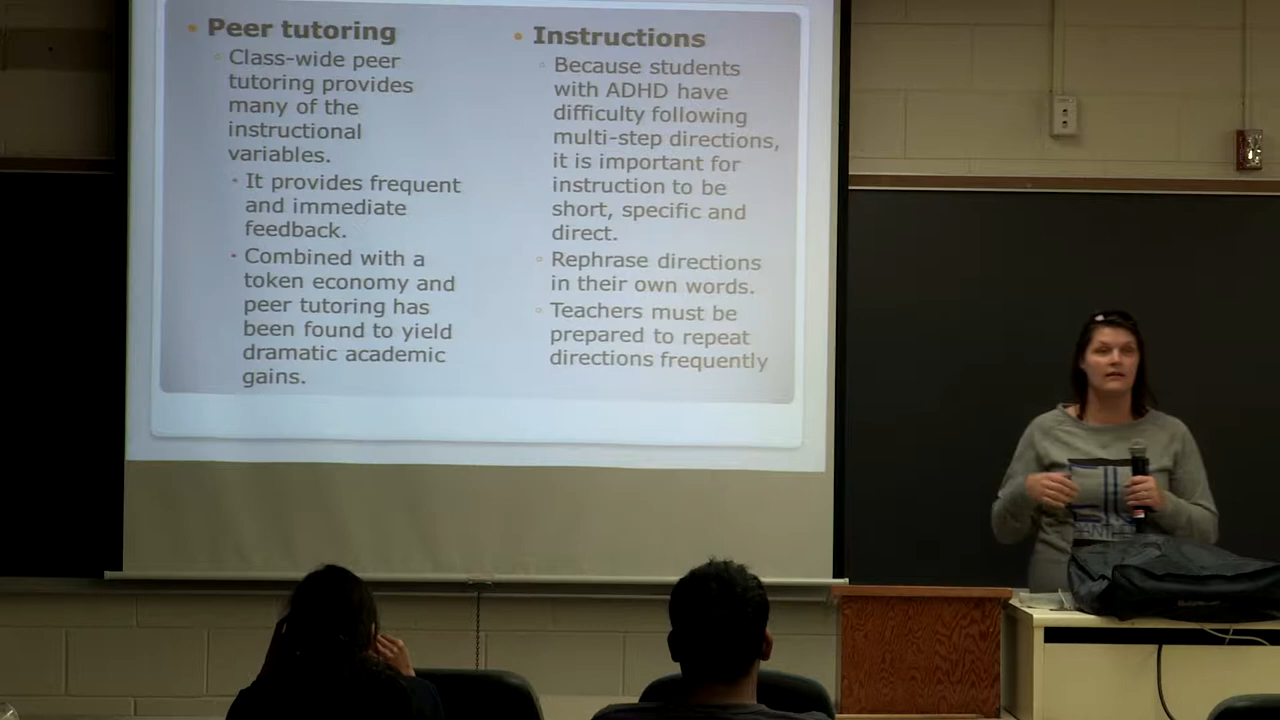 Peer tutoring
Class-wide peer
tutoring provides
many of the
instructional
variables.
It provides frequent
and immediate
feedback.
Combined with a
token economy and
peer tutoring has
been found to yield
dramatic academic
gains.
Instructions
Because students
with ADHD have
difficulty following
multi-step directions,
it is important for
instruction to be
short, specific and
direct.
Rephrase directions
in their own words.
Teachers must be
prepared to repeat
directions frequently